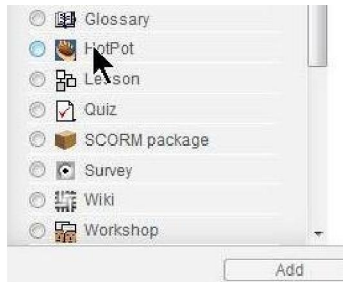 Glossary
HotPot
Lesson
Quiz
SCORM package
Survey
Wiki
Workshop
Add